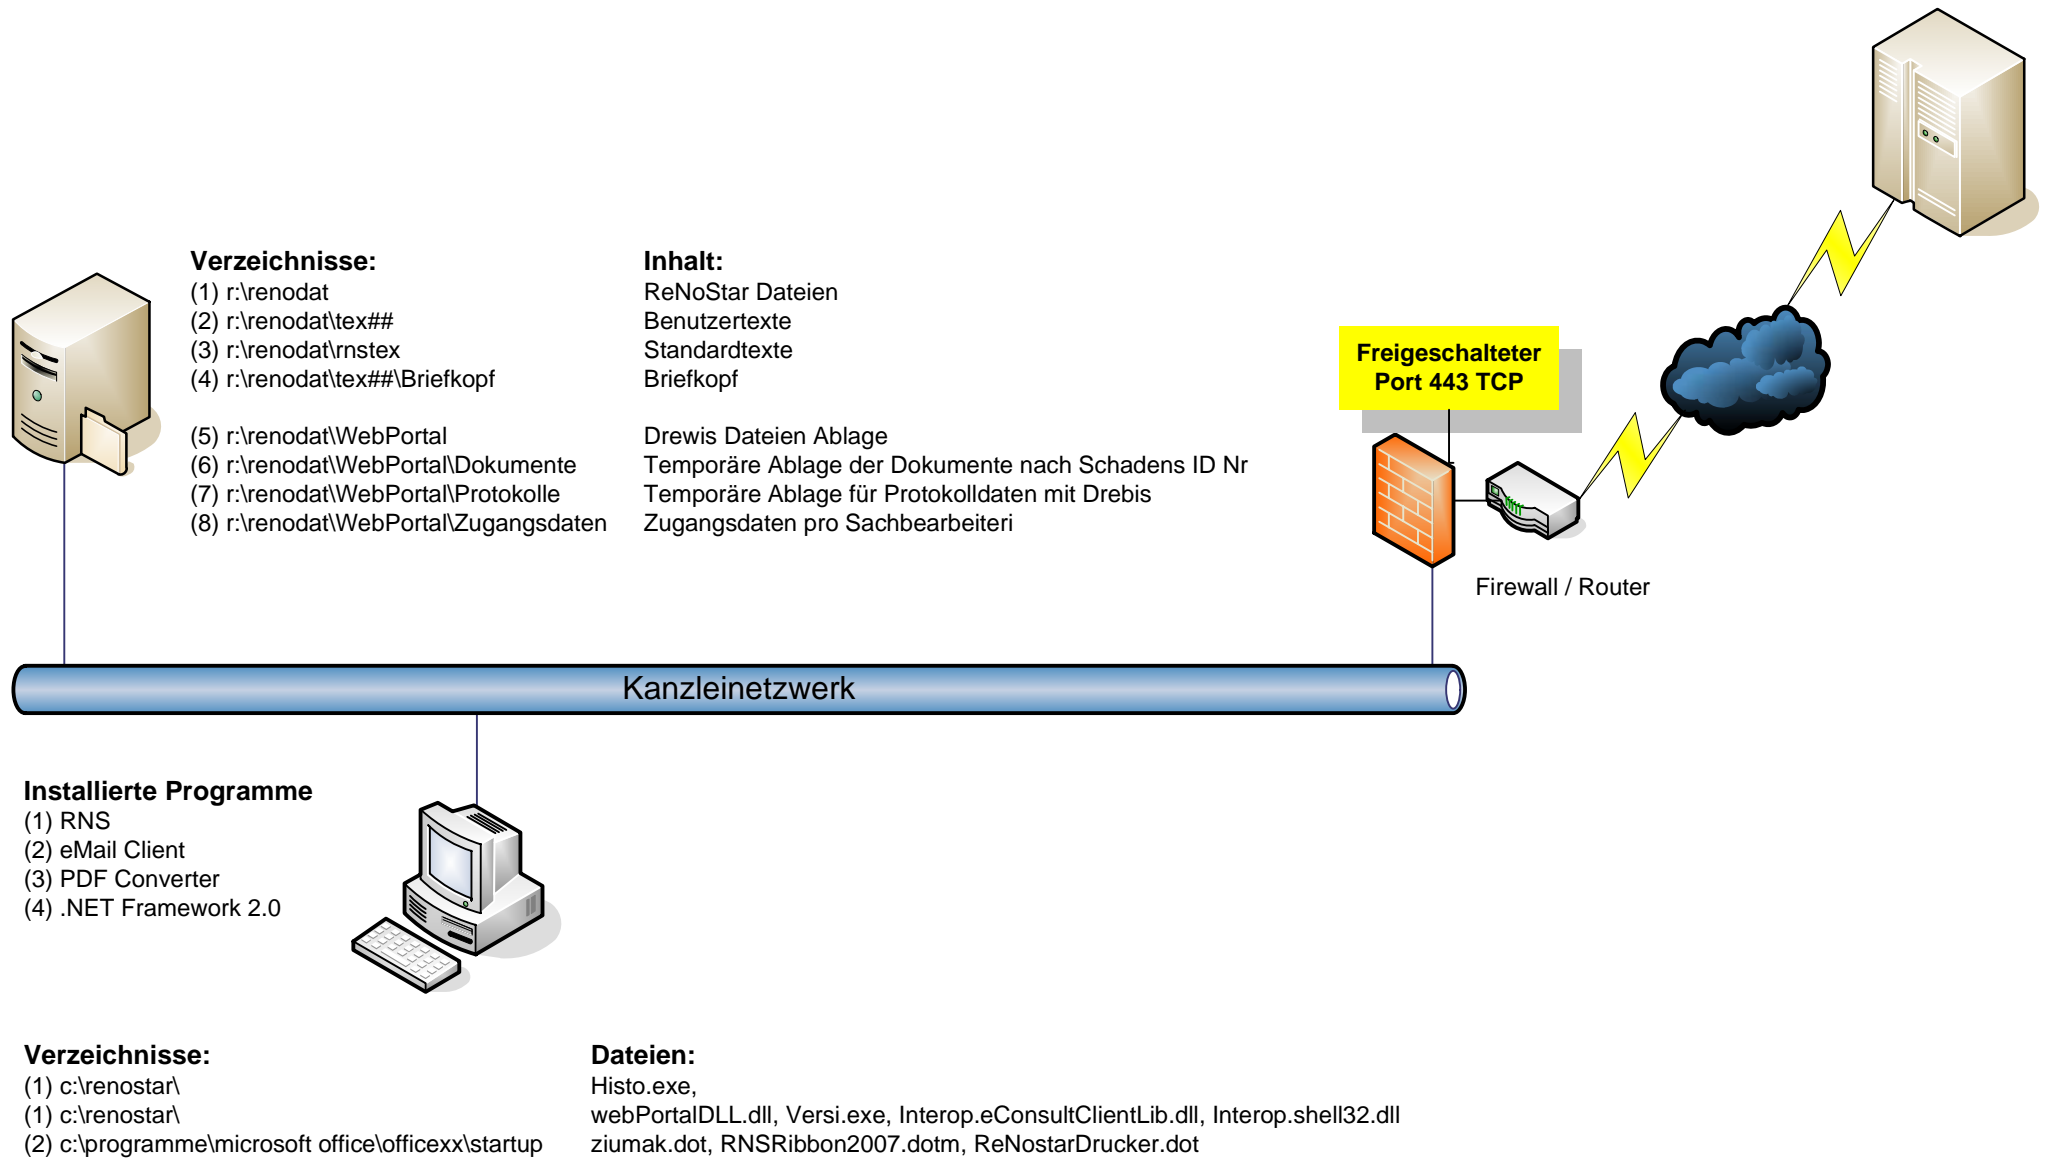 Verzeichnisse: Inhalt:
(1) r:\renodat ReNoStar Dateien
(2) r:\renodat\tex## Benutzertexte
(3) r:\renodat\rnstex Standardtexte
(4) r:\renodat\tex##\Briefkopf Briefkopf
(5) r:\renodat\WebPortal Drewis Dateien Ablage
(6) r:\renodat\WebPortal\Dokumente Temporäre Ablage der Dokumente nach Schadens ID Nr
(7) r:\renodat\WebPortal\Protokolle Temporäre Ablage für Protokolldaten mit Drebis
(8) r:\renodat\WebPortal\Zugangsdaten Zugangsdaten pro Sachbearbeiteri
Freigeschalteter
Port 443 TCP
Firewall / Router
Kanzleinetzwerk
Installierte Programme
(1) RNS
(2) eMail Client
(3) PDF Converter
(4) .NET Framework 2.0
Verzeichnisse: Dateien:
(1) c:\renostar\ Histo.exe,
(1) c:\renostar\ webPortalDLL.dll, Versi.exe, Interop.eConsultClientLib.dll, Interop.shell32.dll
(2) c:\programme\microsoft office\officexx\startup ziumak.dot, RNSRibbon2007.dotm, ReNostarDrucker.dot